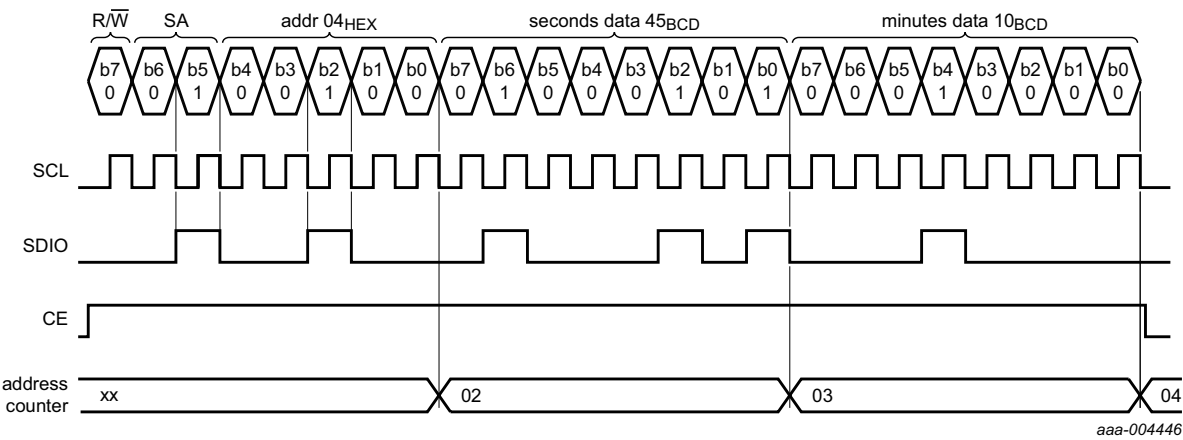 R/W SA addr 04HEX seconds data 45BCD minutes data 10BCD
b7 b6 b5 b4 b3 b2 b1 b0 b7 b6 b5 b4 b3 b2 b1 b0 b7 b6 b5 b4 b3 b2 b1 b0
0 0 1 0 0 1 0 0 0 1 0 0 0 1 0 1 0 0 0 1 0 0 0 0
SCL
SDIO
CE
address
counter
xx 02 03 04
aaa-004446